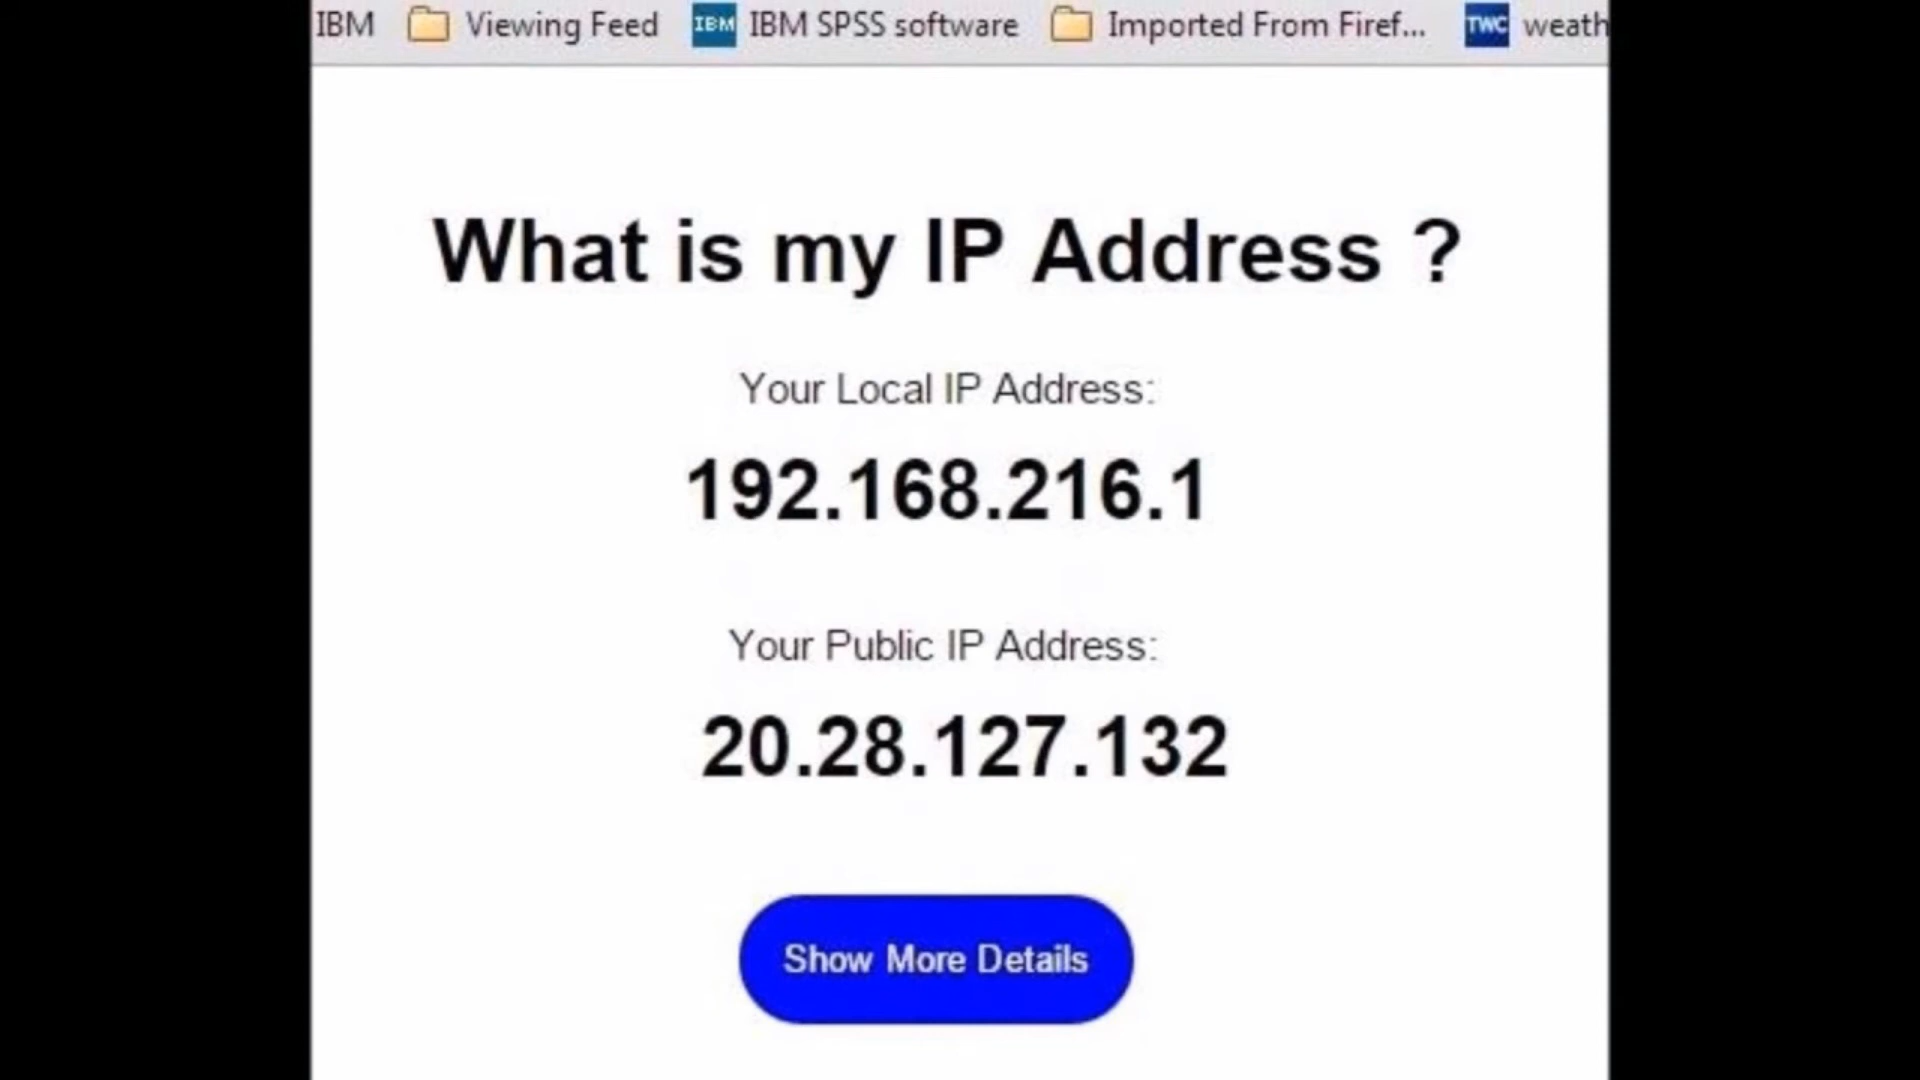 IBM Viewing Feed IBM IBM SPSS software Imported From Firef... TWC weath
What is my IP Address ?
Your Local IP Address:
192.168.216.1
Your Public IP Address:
20.28.127.132
Show More Details